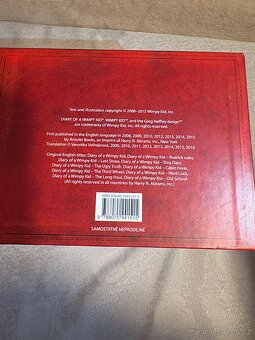 Text and illustration copyright © 2008–2015 Wimpy Kid, Inc.
DIARY OF A WIMPY KID®, WIMPY KID™, and the Greg Heffley design™
are trademarks of Wimpy Kid, Inc. All rights reserved.
First published in the English language in 2008, 2009, 2010, 2012, 2013, 2014, 2015
by Amulet Books, an imprint of Harry N. Abrams, Inc., New York
Translation © Veronika Volhejnová, 2009, 2010, 2011, 2012, 2013, 2014, 2015, 2016
Original English titles: Diary of a Wimpy Kid, Diary of a Wimpy Kid – Rodrick rules,
Diary of a Wimpy Kid – Last Straw, Diary of a Wimpy Kid – Dog Days,
Diary of a Wimpy Kid – The Ugly Truth, Diary of a Wimpy Kid – Cabin Fever,
Diary of a Wimpy Kid – The Third Wheel, Diary of a Wimpy Kid – Hard Luck,
Diary of a Wimpy Kid – The Long Haul, Diary of a Wimpy Kid – Old School
(All rights reserved in all countries by Harry N. Abrams, Inc.)
SAMOSTATNĚ NEPRODEJNÉ